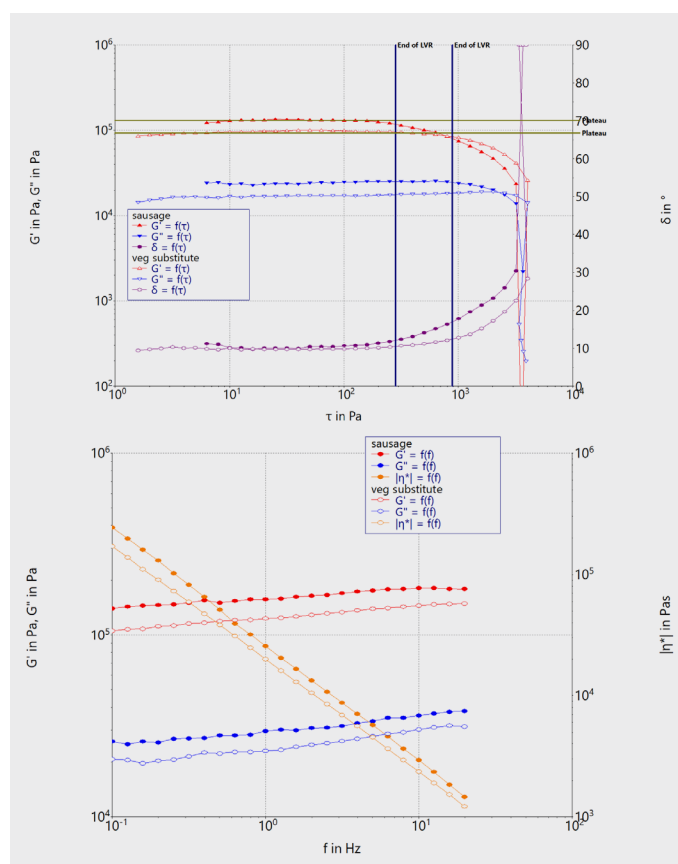 10⁶
End of LVR
End of LVR
90
80
70
Plateau
10⁵
Plateau
60
G' in Pa, G" in Pa
50
10⁴
δ in °
40
sausage
G' = f(τ)
G" = f(τ)
δ = f(τ)
veg substitute
G' = f(τ)
G" = f(τ)
δ = f(τ)
30
10³
20
10
10²
0
10⁰
10¹
10²
10³
10⁴
τ in Pa
sausage
G' = f(f)
G" = f(f)
|η*| = f(f)
veg substitute
G' = f(f)
G" = f(f)
|η*| = f(f)
10⁶
10⁶
G' in Pa, G" in Pa
10⁵
10⁵
|η*| in Pas
10⁴
10⁴
10³
10⁻¹
10⁰
10¹
10²
f in Hz